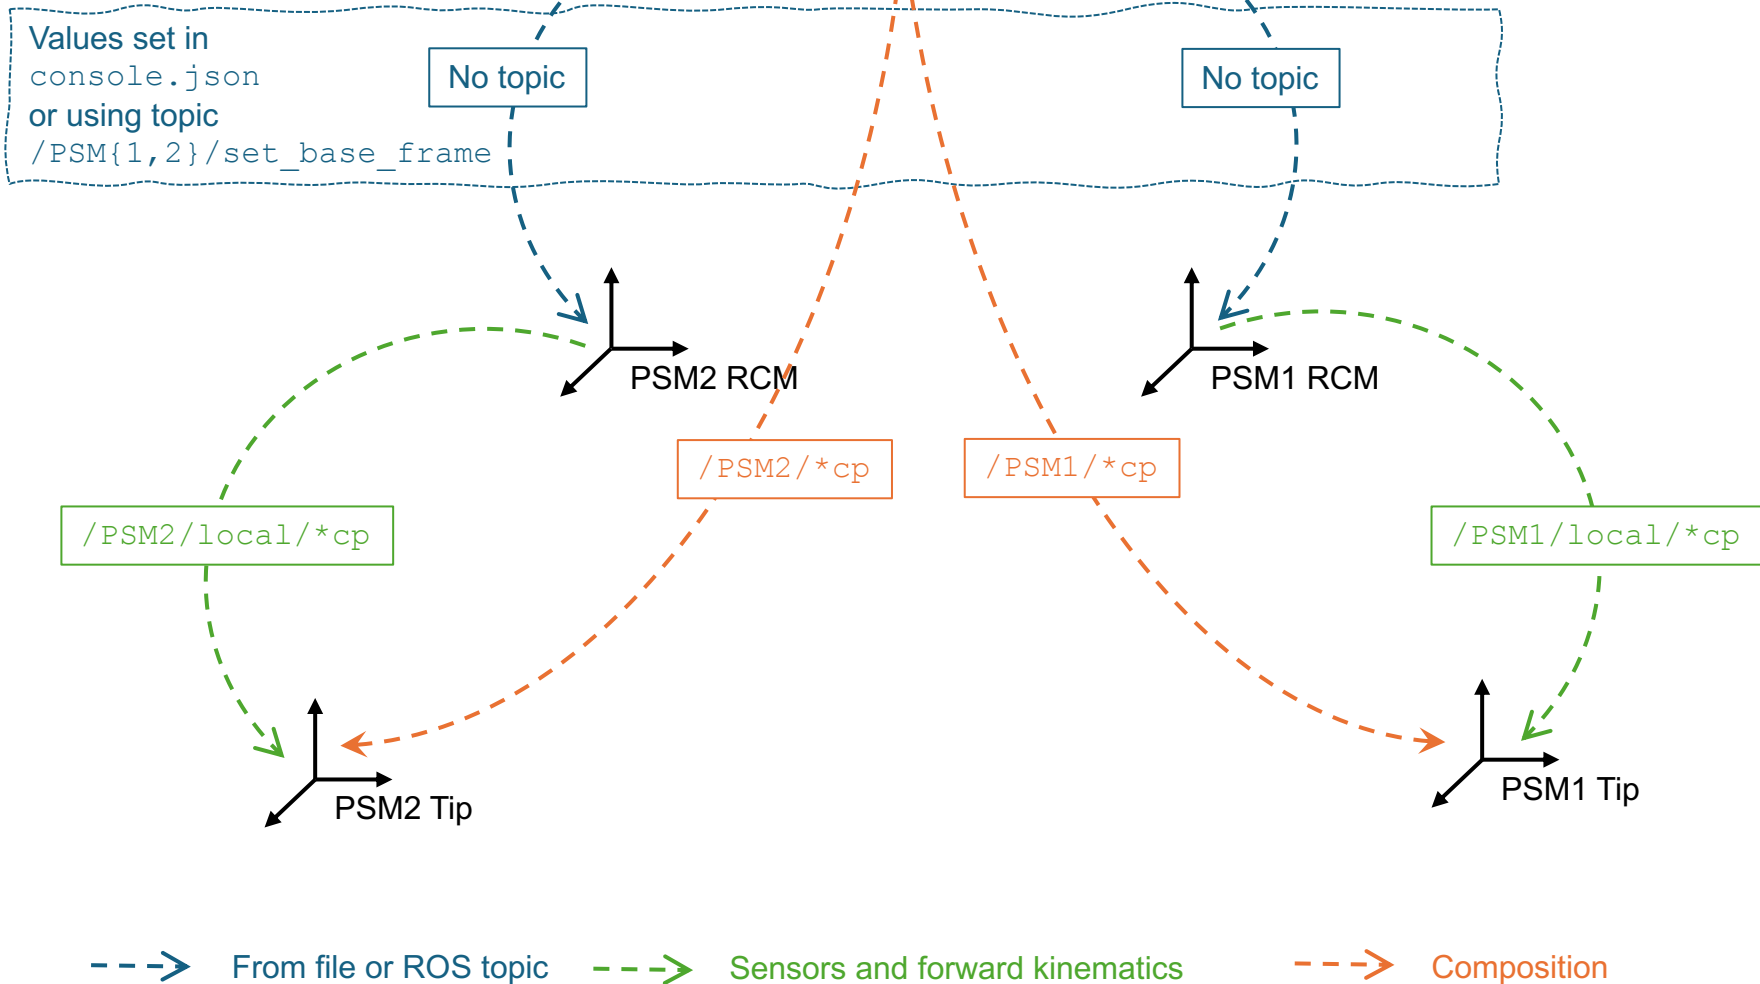 Values set in
console.json
or using topic
/PSM{1,2}/set_base_frame
No topic
No topic
PSM2 RCM
PSM1 RCM
/PSM2/*cp
/PSM1/*cp
/PSM2/local/*cp
/PSM1/local/*cp
PSM2 Tip
PSM1 Tip
From file or ROS topic
Sensors and forward kinematics
Composition